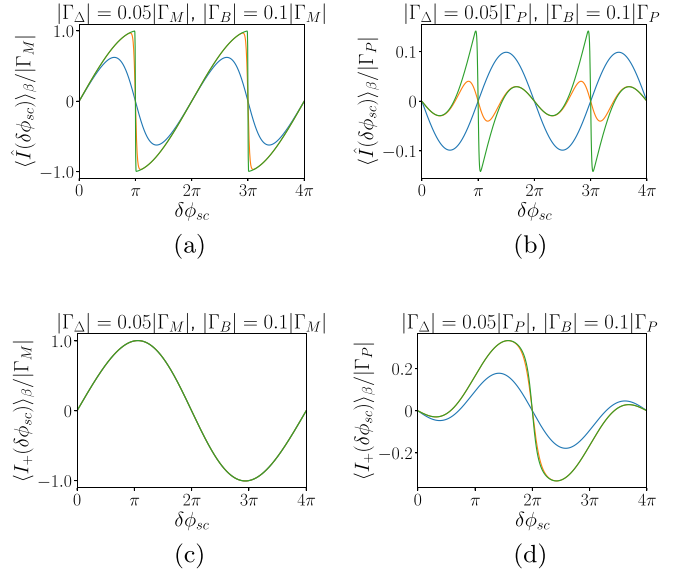 |Γ_Δ| = 0.05|Γ_M|, |Γ_B| = 0.1|Γ_M|
⟨Î(δϕ_sc)⟩_β/|Γ_M|
1.0
0
−1.0
0 π 2π 3π 4π
δϕ_sc
(a)
|Γ_Δ| = 0.05|Γ_P|, |Γ_B| = 0.1|Γ_P
⟨Î(δϕ_sc)⟩_β/|Γ_P|
0.1
0
−0.1
0 π 2π 3π 4π
δϕ_sc
(b)
|Γ_Δ| = 0.05|Γ_M|, |Γ_B| = 0.1|Γ_M|
⟨I_+(δϕ_sc)⟩_β/|Γ_M|
1.0
0
−1.0
0 π 2π 3π 4π
δϕ_sc
(c)
|Γ_Δ| = 0.05|Γ_P|, |Γ_B| = 0.1|Γ_P
⟨I_+(δϕ_sc)⟩_β/|Γ_P|
0.2
0
−0.2
0 π 2π 3π 4π
δϕ_sc
(d)